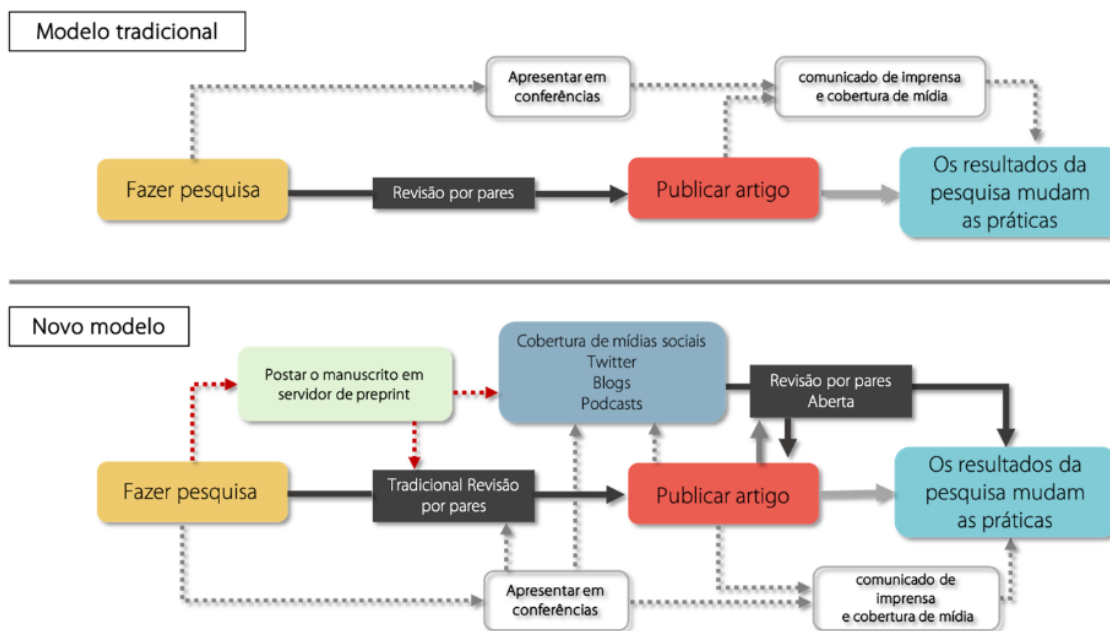 Modelo tradicional
Apresentar em
conferências
comunicado de imprensa
e cobertura de mídia
Fazer pesquisa
Revisão por pares
Publicar artigo
Os resultados da
pesquisa mudam
as práticas
Novo modelo
Postar o manuscrito em
servidor de preprint
Cobertura de mídias sociais
Twitter
Blogs
Podcasts
Revisão por pares
Aberta
Fazer pesquisa
Tradicional Revisão
por pares
Publicar artigo
Os resultados da
pesquisa mudam
as práticas
Apresentar em
conferências
comunicado de
imprensa
e cobertura de mídia